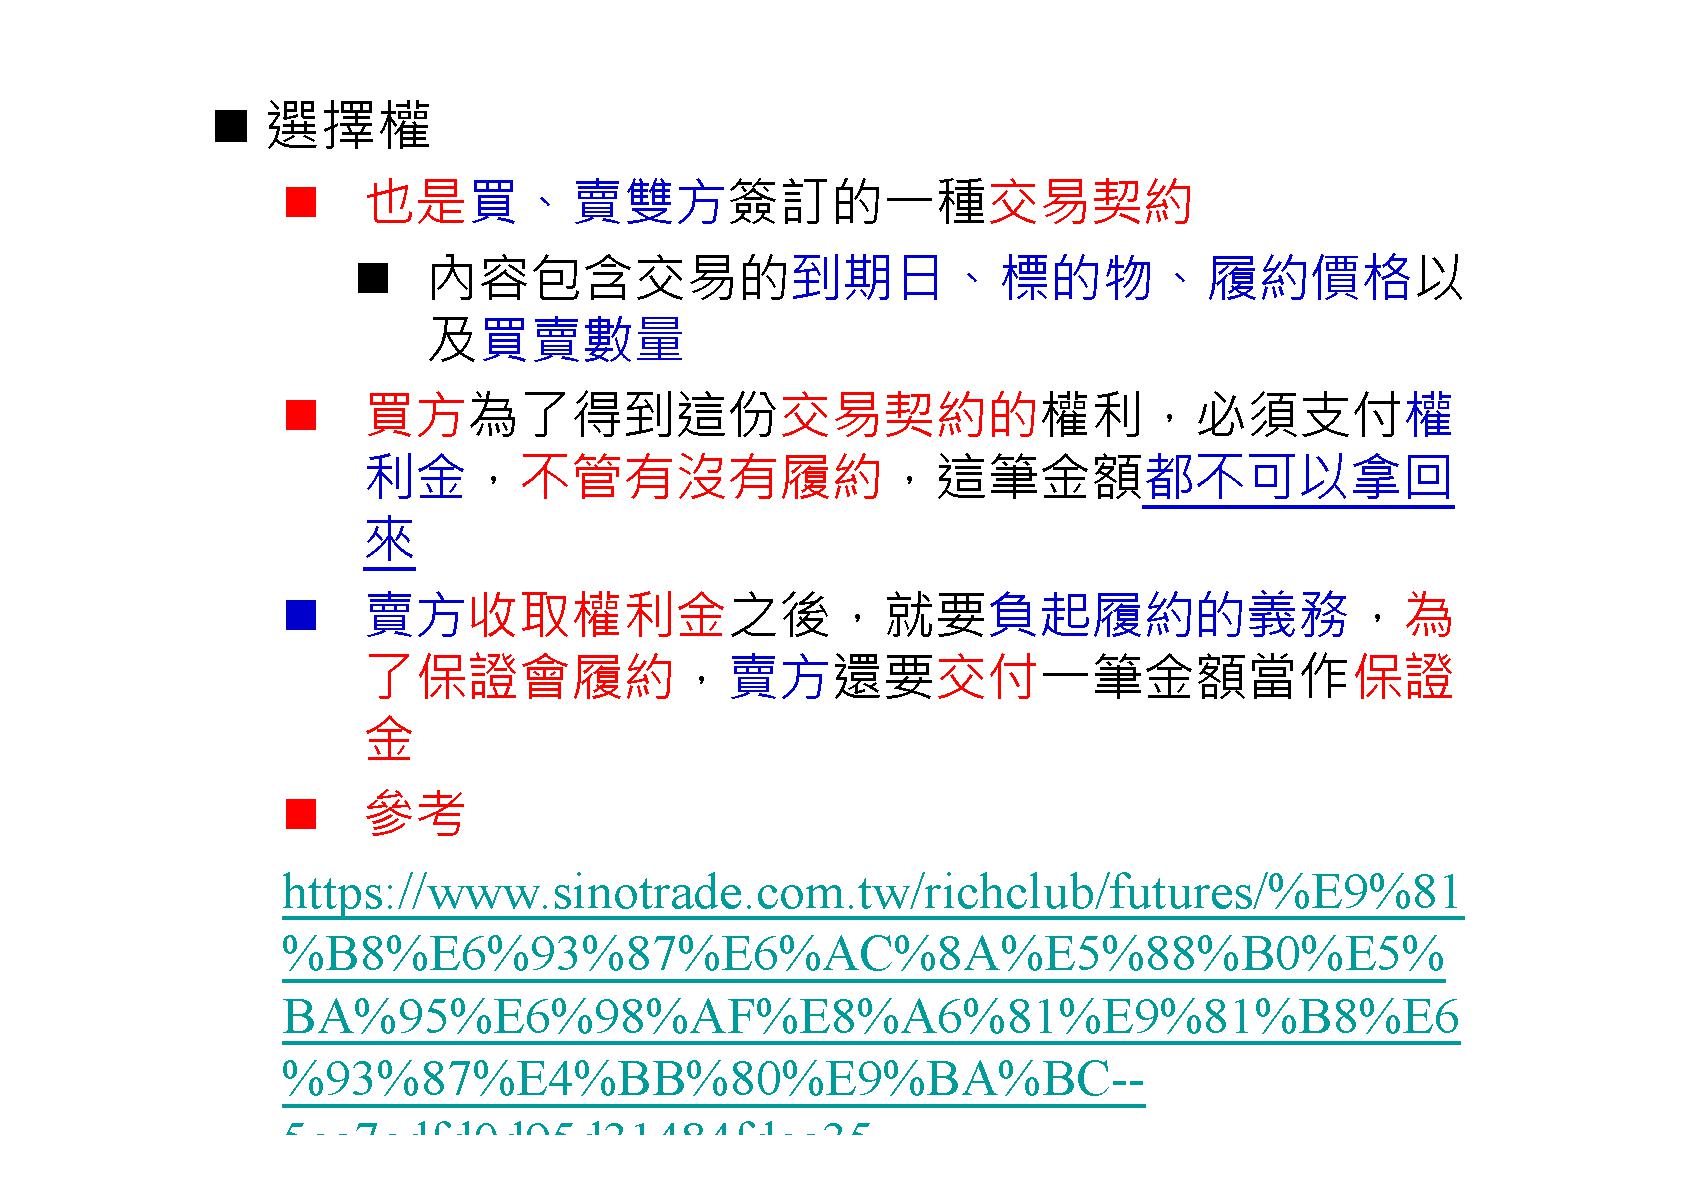 ■ 選擇權
■ 也是買、賣雙方簽訂的一種交易契約
■ 內容包含交易的到期日、標的物、履約價格以
及買賣數量
■ 買方為了得到這份交易契約的權利，必須支付權
利金，不管有沒有履約，這筆金額都不可以拿回
來
■ 賣方收取權利金之後，就要負起履約的義務，為
了保證會履約，賣方還要交付一筆金額當作保證
金
■ 參考
https://www.sinotrade.com.tw/richclub/futures/%E9%81
%B8%E6%93%87%E6%AC%8A%E5%88%B0%E5%
BA%95%E6%98%AF%E8%A6%81%E9%81%B8%E6
%93%87%E4%BB%80%E9%BA%BC--